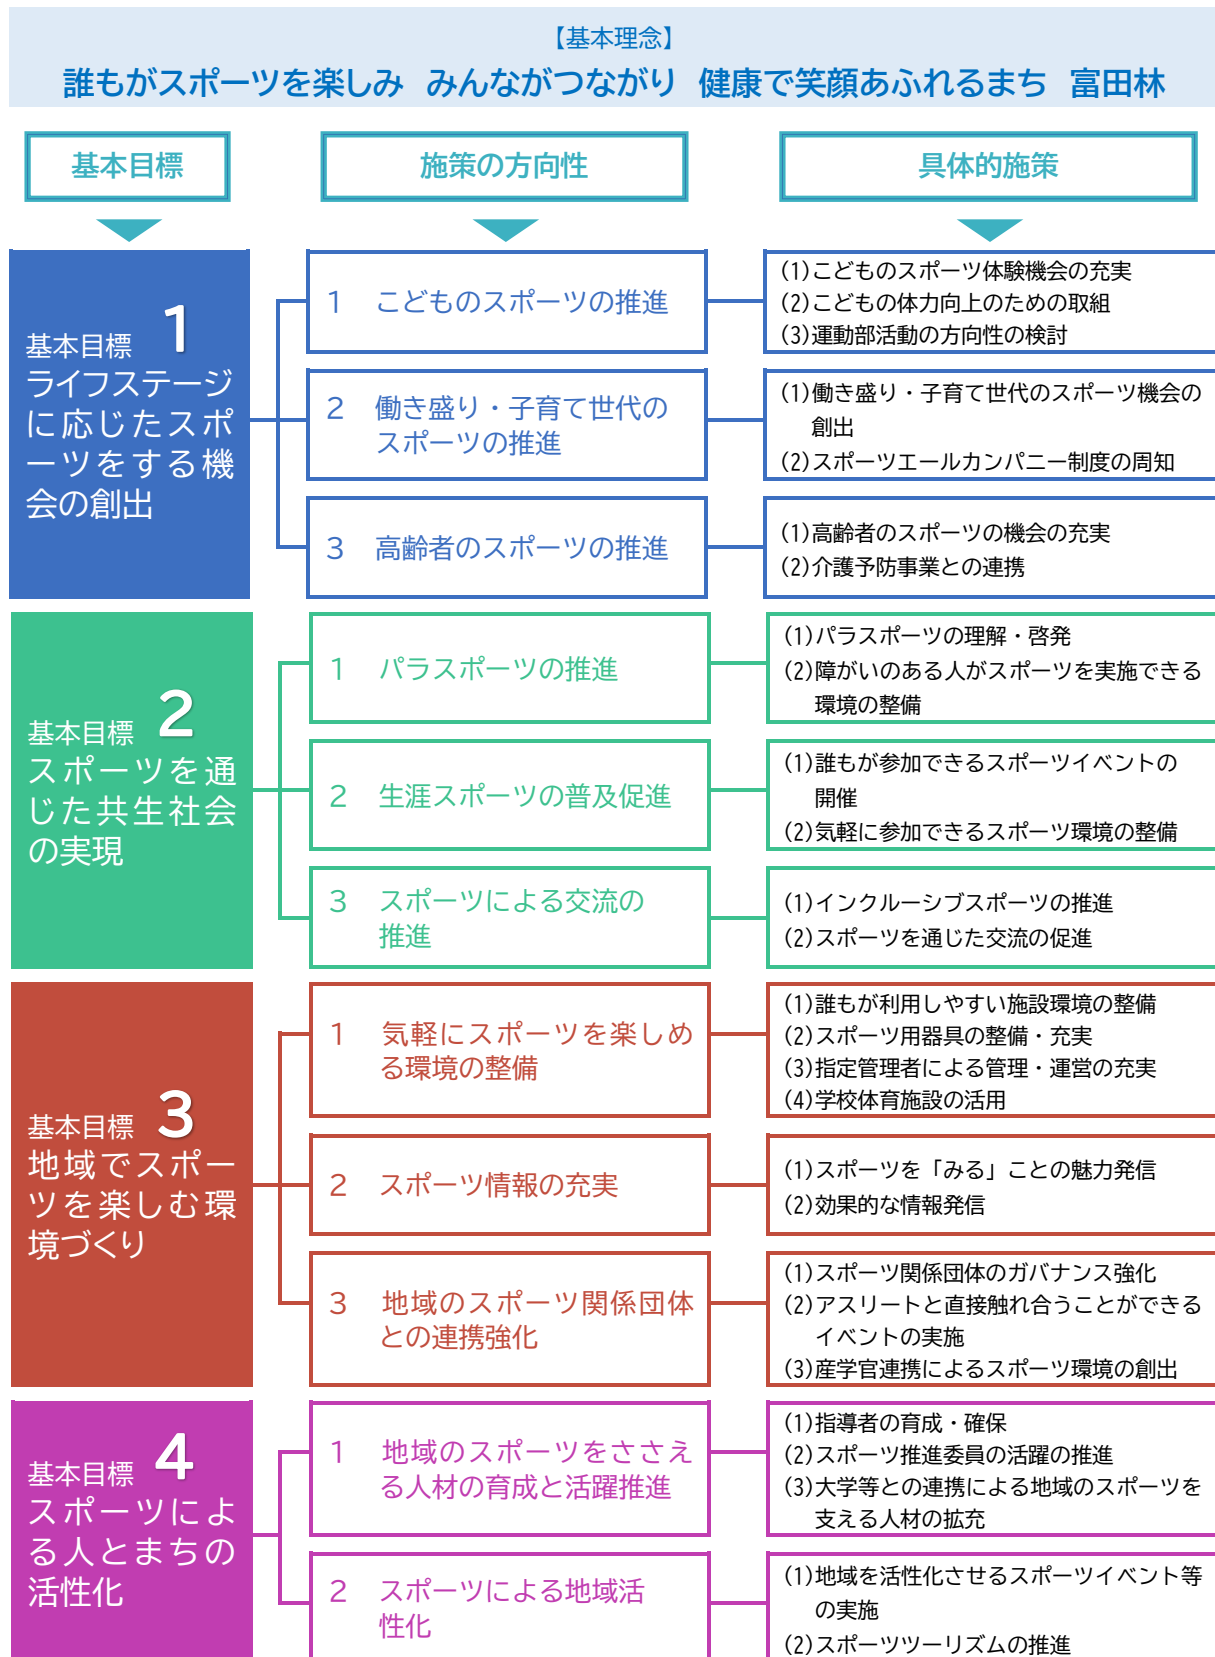 【基本理念】
誰もがスポーツを楽しみ　みんながつながり　健康で笑顔あふれるまち　富田林
基本目標
施策の方向性
具体的施策
基本目標 1
ライフステージ
に応じたスポ
ーツをする機
会の創出
1　こどものスポーツの推進
(1)こどものスポーツ体験機会の充実
(2)こどもの体力向上のための取組
(3)運動部活動の方向性の検討
2　働き盛り・子育て世代の
スポーツの推進
(1)働き盛り・子育て世代のスポーツ機会の
創出
(2)スポーツエールカンパニー制度の周知
3　高齢者のスポーツの推進
(1)高齢者のスポーツの機会の充実
(2)介護予防事業との連携
基本目標 2
スポーツを通
じた共生社会
の実現
1　パラスポーツの推進
(1)パラスポーツの理解・啓発
(2)障がいのある人がスポーツを実施できる
環境の整備
2　生涯スポーツの普及促進
(1)誰もが参加できるスポーツイベントの
開催
(2)気軽に参加できるスポーツ環境の整備
3　スポーツによる交流の
推進
(1)インクルーシブスポーツの推進
(2)スポーツを通じた交流の促進
基本目標 3
地域でスポー
ツを楽しむ環
境づくり
1　気軽にスポーツを楽しめ
る環境の整備
(1)誰もが利用しやすい施設環境の整備
(2)スポーツ用器具の整備・充実
(3)指定管理者による管理・運営の充実
(4)学校体育施設の活用
2　スポーツ情報の充実
(1)スポーツを「みる」ことの魅力発信
(2)効果的な情報発信
3　地域のスポーツ関係団体
との連携強化
(1)スポーツ関係団体のガバナンス強化
(2)アスリートと直接触れ合うことができる
イベントの実施
(3)産学官連携によるスポーツ環境の創出
基本目標 4
スポーツによ
る人とまちの
活性化
1　地域のスポーツをささえ
る人材の育成と活躍推進
(1)指導者の育成・確保
(2)スポーツ推進委員の活躍の推進
(3)大学等との連携による地域のスポーツを
支える人材の拡充
2　スポーツによる地域活
性化
(1)地域を活性化させるスポーツイベント等
の実施
(2)スポーツツーリズムの推進